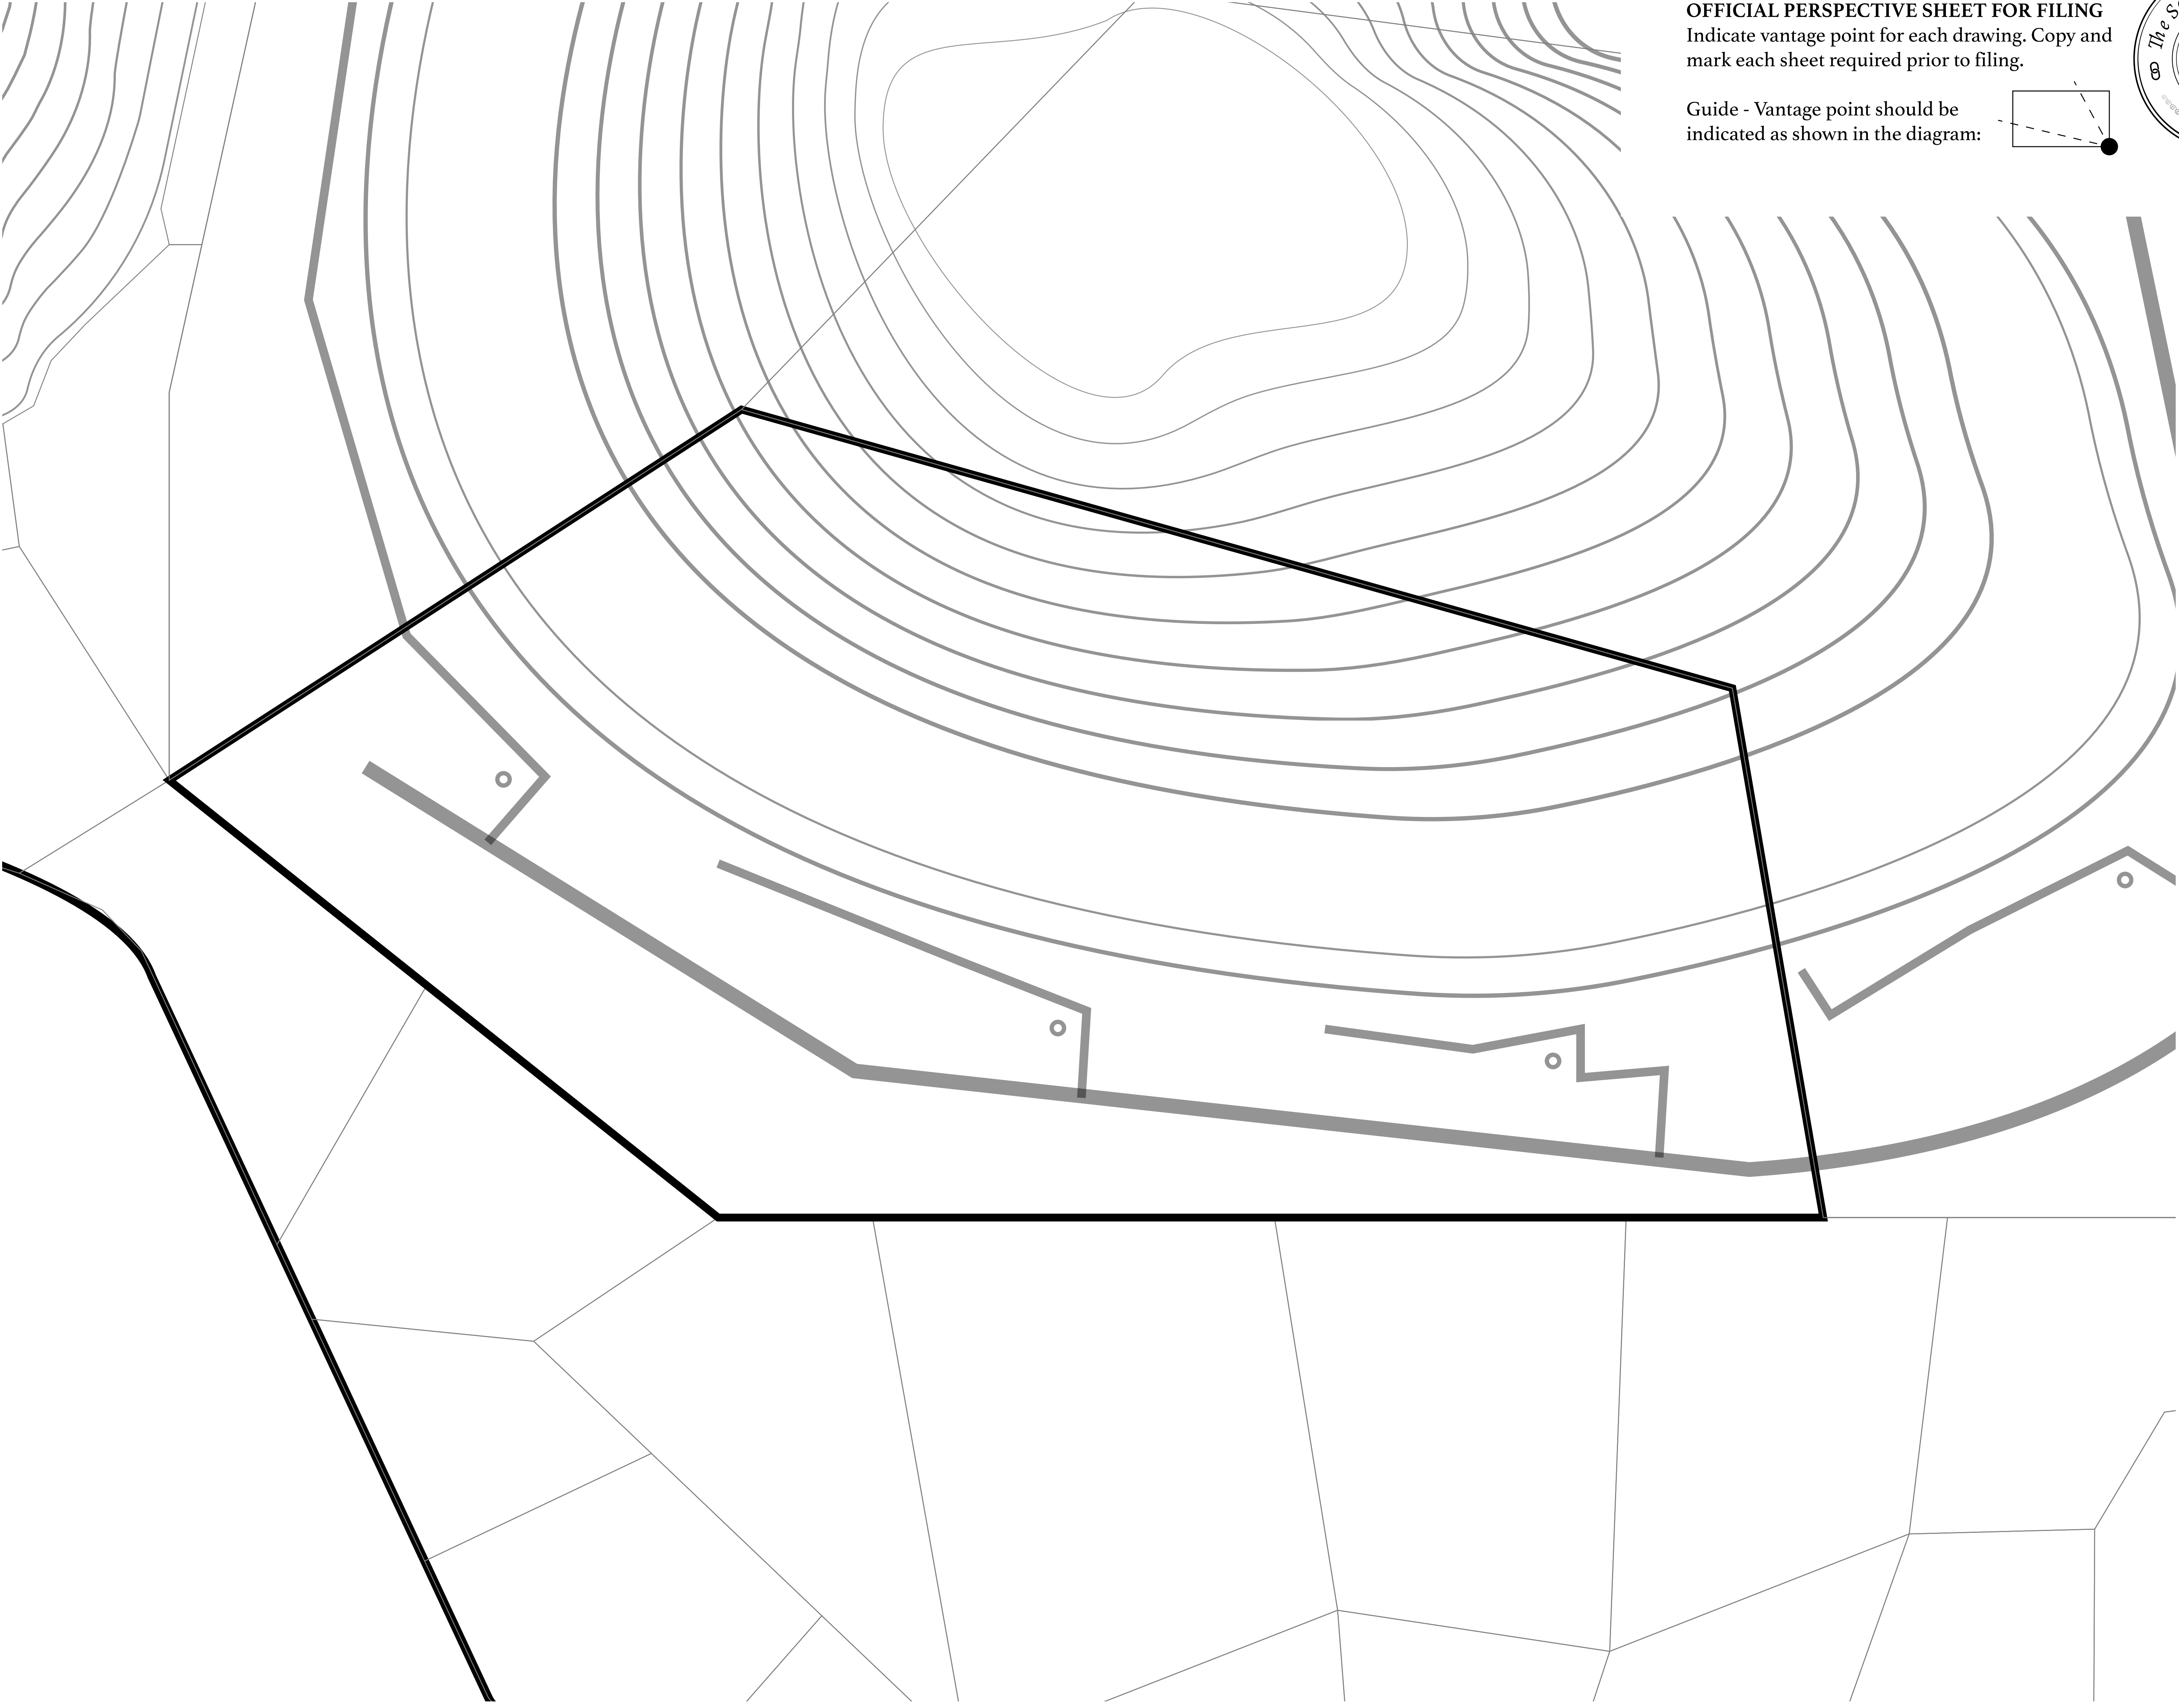 OFFICIAL PERSPECTIVE SHEET FOR FILING
Indicate vantage point for each drawing. Copy and
mark each sheet required prior to filing.
Guide - Vantage point should be
indicated as shown in the diagram:
The